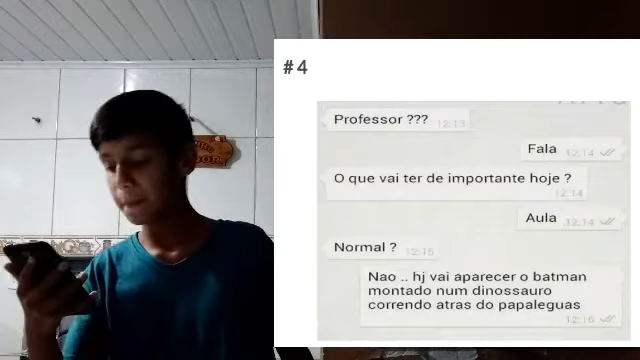 #4
Professor ???
12:13
Fala
12:14
O que vai ter de importante hoje ?
12:14
Aula
12:14
Normal ?
12:15
Nao .. hj vai aparecer o batman
montado num dinossauro
correndo atras do papaleguas
12:16